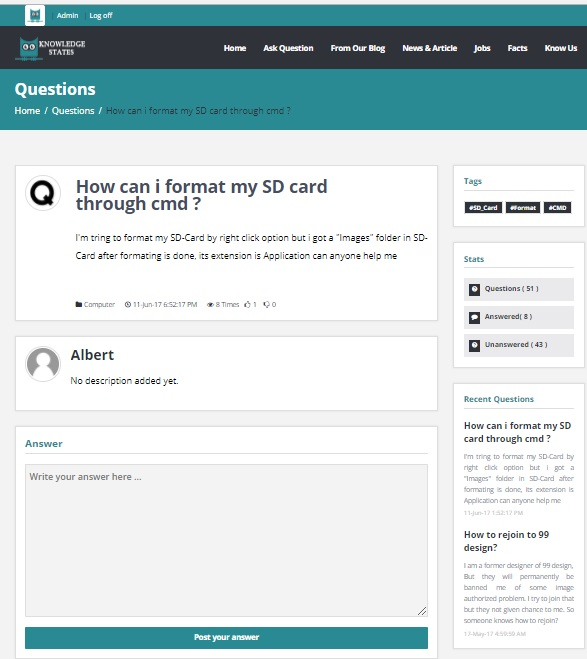 Admin Log off
KNOWLEDGE
STATES
Home Ask Question From Our Blog News & Article Jobs Facts Know Us
Questions
Home / Questions / How can i format my SD card through cmd ?
Q
How can i format my SD card
through cmd ?
I'm tring to format my SD-Card by right click option but i got a "Images" folder in SD-
Card after formating is done, its extension is Application can anyone help me
Computer 11-Jun-17 6:52:17 PM 8 Times 1 0
Albert
No description added yet.
Answer
Write your answer here ...
Post your answer
Tags
#SD_Card #Format #CMD
Stats
Questions ( 51 )
Answered( 8 )
Unanswered ( 43 )
Recent Questions
How can i format my SD
card through cmd ?
I'm tring to format my SD-Card by
right click option but i got a
"Images" folder in SD-Card after
formating is done, its extension is
Application can anyone help me
11-Jun-17 1:52:17 PM
How to rejoin to 99
design?
I am a former designer of 99 design,
But they will permanently be
banned me of some image
authorized problem. I try to join that
but they not given chance to me. So
someone knows how to rejoin?
17-May-17 4:59:50 AM